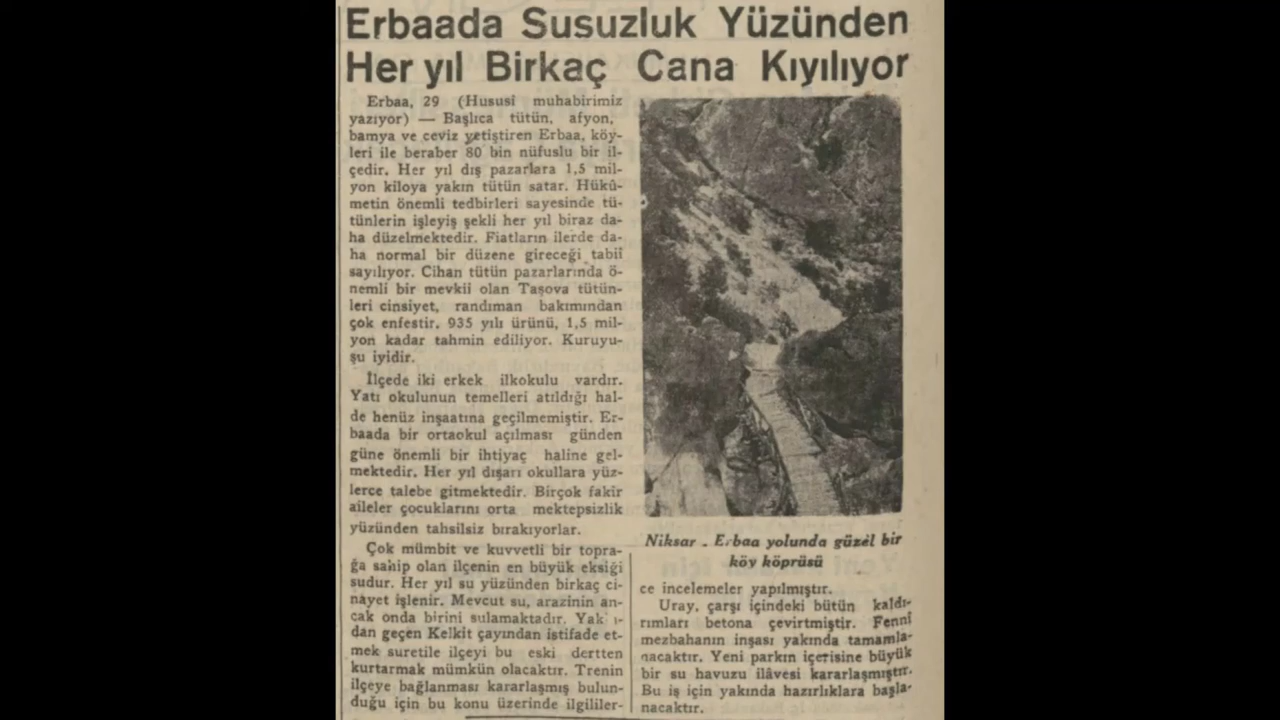 Erbaada Susuzluk Yüzünden
Her yıl Birkaç Cana Kıyılıyor
Erbaa, 29 (Hususî muhabirimiz
yazıyor) — Başlıca tütün, afyon,
bamya ve ceviz yetiştiren Erbaa, köy-
leri ile beraber 80 bin nüfuslu bir il-
çedir. Her yıl dış pazarlara 1,5 mil-
yon kiloya yakın tütün satar. Hükû-
metin önemli tedbirleri sayesinde tü-
tünlerin işleyiş şekli her yıl biraz da-
ha düzelmektedir. Fiatların ilerde da-
ha normal bir düzene gireceği tabiî
sayılıyor. Cihan tütün pazarlarında ö-
nemli bir mevkii olan Taşova tütün-
leri cinsiyet, randıman bakımından
çok enfestir. 935 yılı ürünü, 1,5 mil-
yon kadar tahmin ediliyor. Kuruyu-
şu iyidir.
İlçede iki erkek ilkokulu vardır.
Yatı okulunun temelleri atıldığı hal-
de henüz inşaatına geçilmemiştir. Er-
baada bir ortaokul açılması günden
güne önemli bir ihtiyaç haline gel-
mektedir. Her yıl dışarı okullara yüz-
lerce talebe gitmektedir. Birçok fakir
aileler çocuklarını orta mektepsizlik
yüzünden tahsilsiz bırakıyorlar.
Çok mümbit ve kuvvetli bir topra-
ğa sahip olan ilçenin en büyük eksiği
sudur. Her yıl su yüzünden birkaç ci-
nayet işlenir. Mevcut su, arazinin an-
cak onda birini sulamaktadır. Yak ı-
dan geçen Kelkit çayından istifade et-
mek suretile ilçeyi bu eski dertten
kurtarmak mümkün olacaktır. Trenin
ilçeye bağlanması kararlaşmış bulun-
duğu için bu konu üzerinde ilgililer-
Niksar - Erbaa yolunda güzel bir
köy köprüsü
ce incelemeler yapılmıştır.
Uray, çarşı içindeki bütün kaldı-
rımları betona çevirtmiştir. Fennî
mezbahanın inşası yakında tamamla-
nacaktır. Yeni parkın içerisine büyük
bir su havuzu ilâvesi kararlaşmıştır.
Bu iş için yakında hazırlıklara başla-
nacaktır.